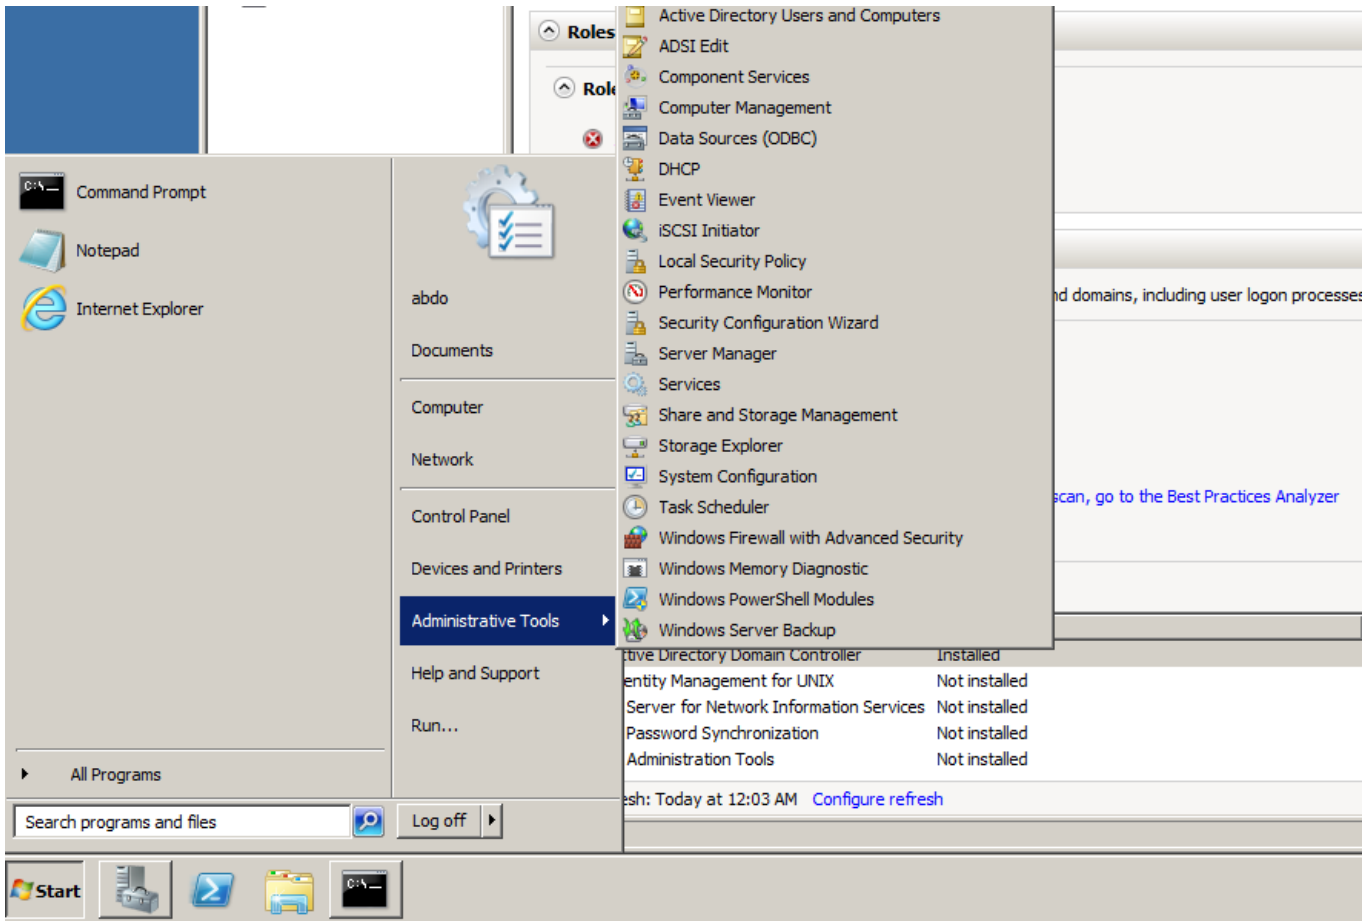 Roles
Role
Active Directory Users and Computers
ADSI Edit
Component Services
Computer Management
Data Sources (ODBC)
DHCP
Event Viewer
iSCSI Initiator
Local Security Policy
Performance Monitor
Security Configuration Wizard
Server Manager
Services
Share and Storage Management
Storage Explorer
System Configuration
Task Scheduler
Windows Firewall with Advanced Security
Windows Memory Diagnostic
Windows PowerShell Modules
Windows Server Backup
nd domains, including user logon processes
scan, go to the Best Practices Analyzer
C:\
Command Prompt
Notepad
Internet Explorer
abdo
Documents
Computer
Network
Control Panel
Devices and Printers
Administrative Tools
Help and Support
Run...
All Programs
Search programs and files
Log off
ctive Directory Domain Controller Installed
entity Management for UNIX Not installed
Server for Network Information Services Not installed
Password Synchronization Not installed
Administration Tools Not installed
esh: Today at 12:03 AM Configure refresh
Start
C:\